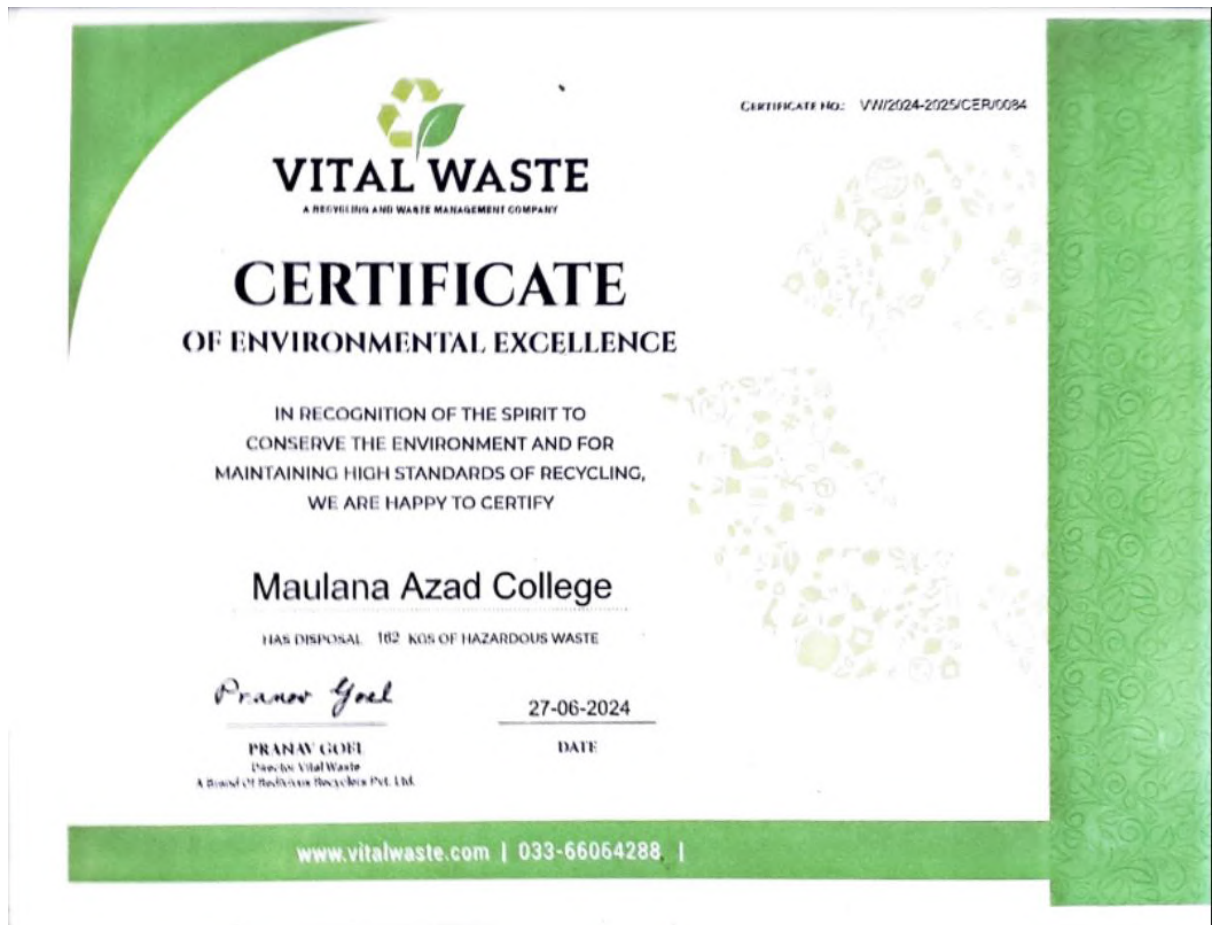 CERTIFICATE NO.: VW/2024-2025/CER/0084
VITAL WASTE
A RECYCLING AND WASTE MANAGEMENT COMPANY
CERTIFICATE
OF ENVIRONMENTAL EXCELLENCE
IN RECOGNITION OF THE SPIRIT TO
CONSERVE THE ENVIRONMENT AND FOR
MAINTAINING HIGH STANDARDS OF RECYCLING,
WE ARE HAPPY TO CERTIFY
Maulana Azad College
HAS DISPOSAL 162 KGS OF HAZARDOUS WASTE
Pranav Goel
27-06-2024
PRANAV GOEL
DATE
Director Vital Waste
A Brand Of Recyclers Pvt. Ltd.
www.vitalwaste.com | 033-66064288 |